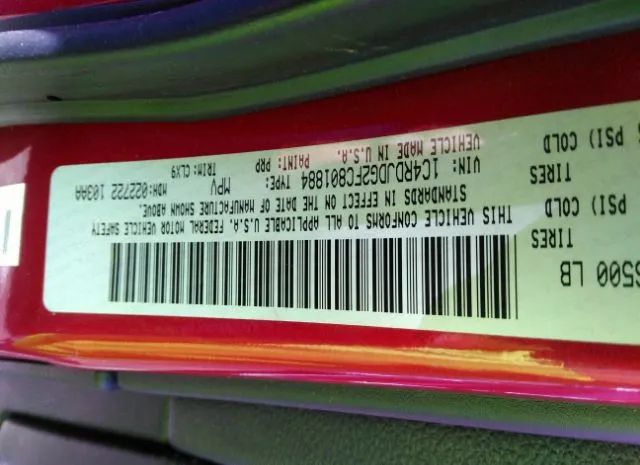 6500 LB
TIRES
PSI) COLD
TIRES
PSI) COLD
THIS VEHICLE CONFORMS TO ALL APPLICABLE U.S.A. FEDERAL MOTOR VEHICLE SAFETY
STANDARDS IN EFFECT ON THE DATE OF MANUFACTURE SHOWN ABOVE.
VIN: 1C4RDJDG2FC801884 TYPE: MPV MDH:022722 103AA
VEHICLE MADE IN U.S.A. PAINT: PRP TRIM: CLX9